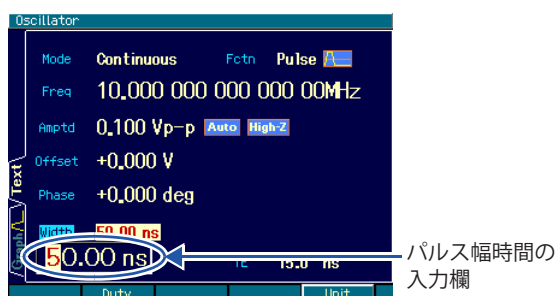 Oscillator
Mode Continuous Fctn Pulse
Freq 10.000 000 000 000 00MHz
Amptd 0.100 Vp-p Auto High-Z
Offset +0.000 V
Phase +0.000 deg
Width 50.00 ns
50.00 ns TE 15.0 ns
Duty Unit
Text
Graph
パルス幅時間の
入力欄